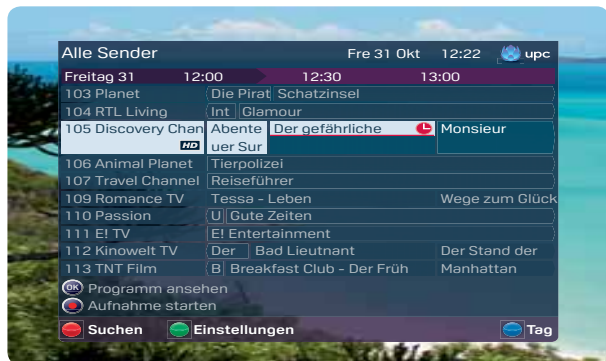 Alle Sender Fre 31 Okt 12:22 upc
Freitag 31 12:00 12:30 13:00
103 Planet Die Pirat Schatzinsel
104 RTL Living Int Glamour
105 Discovery Chan Abente Der gefährliche Monsieur
HD uer Sur
106 Animal Planet Tierpolizei
107 Travel Channel Reiseführer
109 Romance TV Tessa - Leben Wege zum Glück
110 Passion U Gute Zeiten
111 E! TV E! Entertainment
112 Kinowelt TV Der Bad Lieutnant Der Stand der
113 TNT Film B Breakfast Club - Der Früh Manhattan
OK Programm ansehen
Aufnahme starten
Suchen Einstellungen Tag